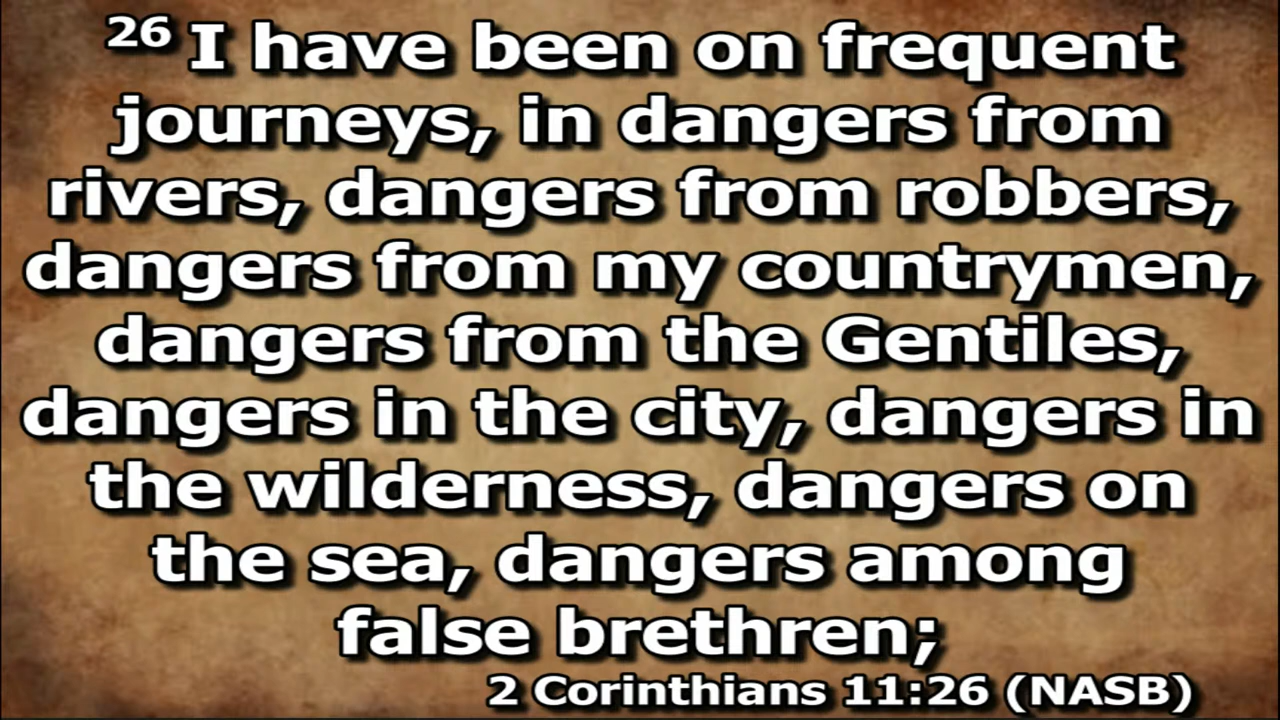 26 I have been on frequent
journeys, in dangers from
rivers, dangers from robbers,
dangers from my countrymen,
dangers from the Gentiles,
dangers in the city, dangers in
the wilderness, dangers on
the sea, dangers among
false brethren;
2 Corinthians 11:26 (NASB)